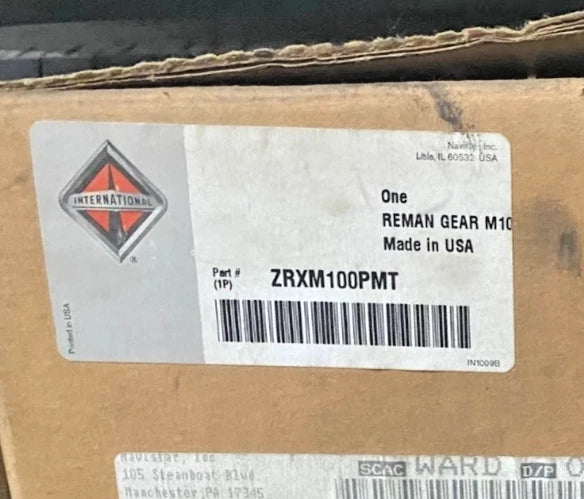 Navistar, Inc.
Lisle, IL 60532 USA
INTERNATIONAL
®
One
REMAN GEAR M10
Made in USA
Part #
(1P)
ZRXM100PMT
Printed in USA
IN1009B
Navistar, Inc
105 Steamboat Blvd.
Manchester PA 17345
SCAC WARD D/P